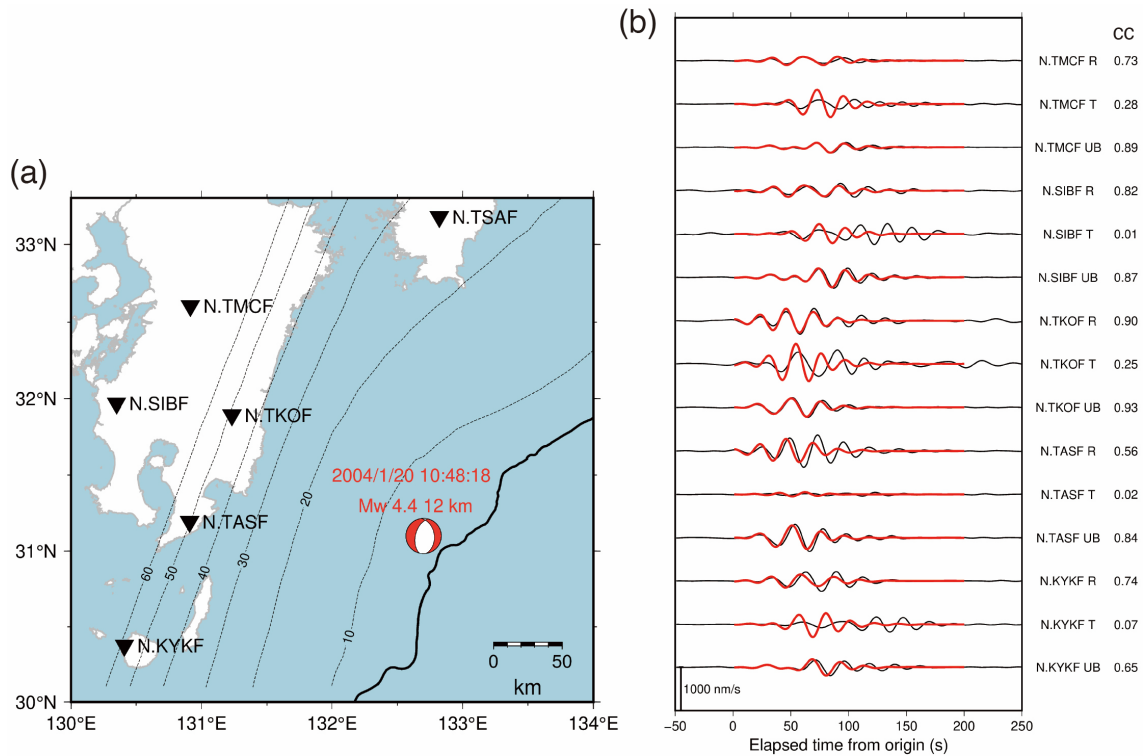 (a)
33°N
32°N
31°N
30°N
130°E
131°E
132°E
133°E
134°E
N.TSAF
N.TMCF
N.SIBF
N.TKOF
N.TASF
N.KYKF
2004/1/20 10:48:18
Mw 4.4 12 km
60
50
40
30
20
10
0
50
km
(b)
CC
N.TMCF R 0.73
N.TMCF T 0.28
N.TMCF UB 0.89
N.SIBF R 0.82
N.SIBF T 0.01
N.SIBF UB 0.87
N.TKOF R 0.90
N.TKOF T 0.25
N.TKOF UB 0.93
N.TASF R 0.56
N.TASF T 0.02
N.TASF UB 0.84
N.KYKF R 0.74
N.KYKF T 0.07
N.KYKF UB 0.65
1000 nm/s
-50 0 50 100 150 200 250
Elapsed time from origin (s)